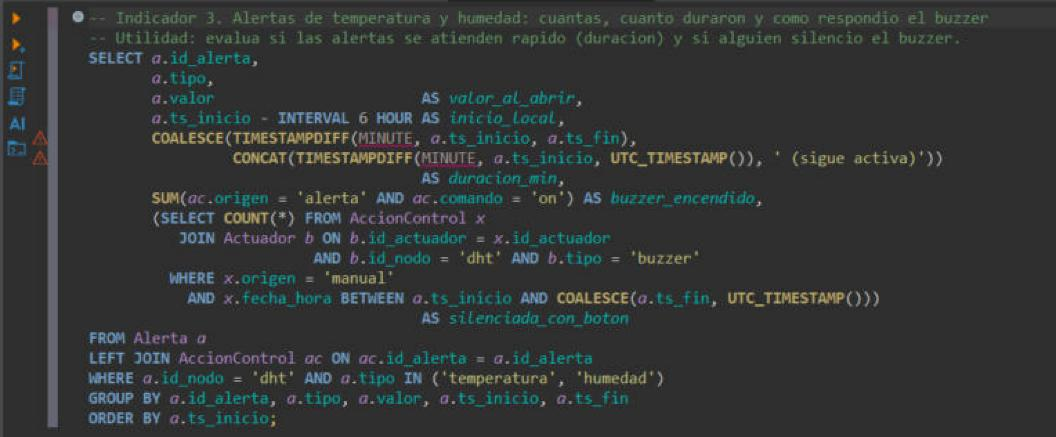 -- Indicador 3. Alertas de temperatura y humedad: cuantas, cuanto duraron y como respondio el buzzer
-- Utilidad: evalua si las alertas se atienden rapido (duracion) y si alguien silencio el buzzer.
SELECT a.id_alerta,
a.tipo,
a.valor AS valor_al_abrir,
a.ts_inicio - INTERVAL 6 HOUR AS inicio_local,
COALESCE(TIMESTAMPDIFF(MINUTE, a.ts_inicio, a.ts_fin),
CONCAT(TIMESTAMPDIFF(MINUTE, a.ts_inicio, UTC_TIMESTAMP()), ' (sigue activa)'))
AS duracion_min,
SUM(ac.origen = 'alerta' AND ac.comando = 'on') AS buzzer_encendido,
(SELECT COUNT(*) FROM AccionControl x
JOIN Actuador b ON b.id_actuador = x.id_actuador
AND b.id_nodo = 'dht' AND b.tipo = 'buzzer'
WHERE x.origen = 'manual'
AND x.fecha_hora BETWEEN a.ts_inicio AND COALESCE(a.ts_fin, UTC_TIMESTAMP()))
AS silenciada_con_boton
FROM Alerta a
LEFT JOIN AccionControl ac ON ac.id_alerta = a.id_alerta
WHERE a.id_nodo = 'dht' AND a.tipo IN ('temperatura', 'humedad')
GROUP BY a.id_alerta, a.tipo, a.valor, a.ts_inicio, a.ts_fin
ORDER BY a.ts_inicio;
AI